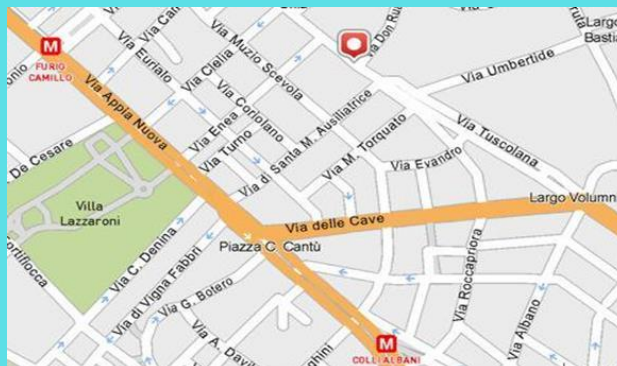 Largo
Bastia
Via Don Ru
Via Muzio Scevola
Via Eurialo
Via Clelia
M
FURIO
CAMILLO
Via Umbertide
Via Coriolano
Via Enea
Via di Santa M. Ausiliatrice
Via Appia Nuova
Via Turno
Via M. Torquato
Via Tuscolana
Via Evandro
De Cesare
Villa
Lazzaroni
Largo Volumn
Via delle Cave
Piazza C. Cantù
Via C. Denina
Via di Vigna Fabbri
Via G. Botero
Via Roccapriora
Via Albano
Via A. Davil
M
COLLI ALBANI